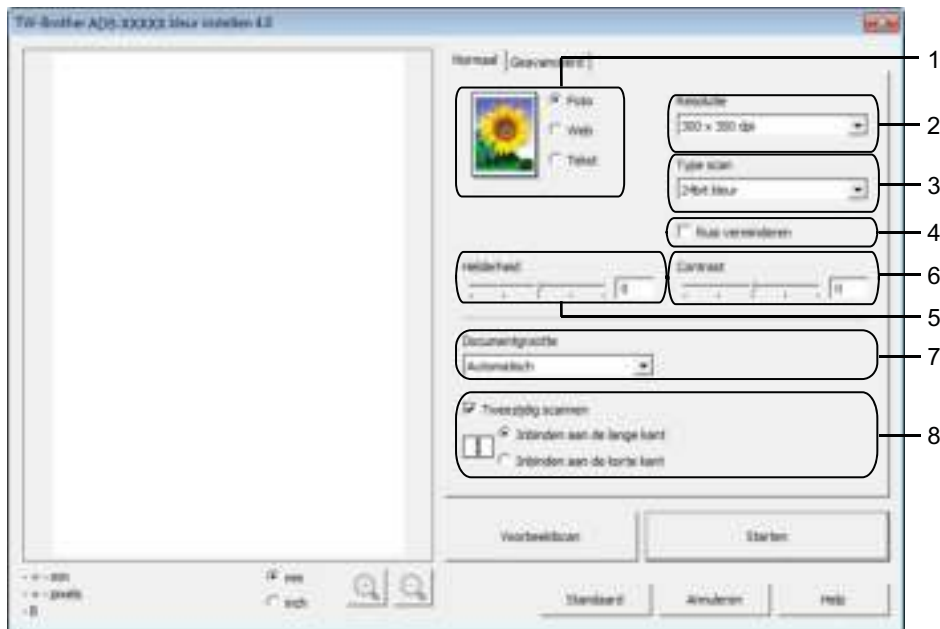 TW-Brother ADS-XXXXX kleur instellen 4.0
Normaal
Geavanceerd
1
Foto
Web
Tekst
Resolutie
300 x 300 dpi
2
Type scan
24bit kleur
3
Ruis verminderen
4
Helderheid
0
Contrast
0
6
5
Documentgrootte
Automatisch
7
Tweezijdig scannen
Inbinden aan de lange kant
Inbinden aan de korte kant
8
Voorbeeldscan
Starten
- x - mm
- x - pixels
- B
mm
inch
Standaard
Annuleren
Help